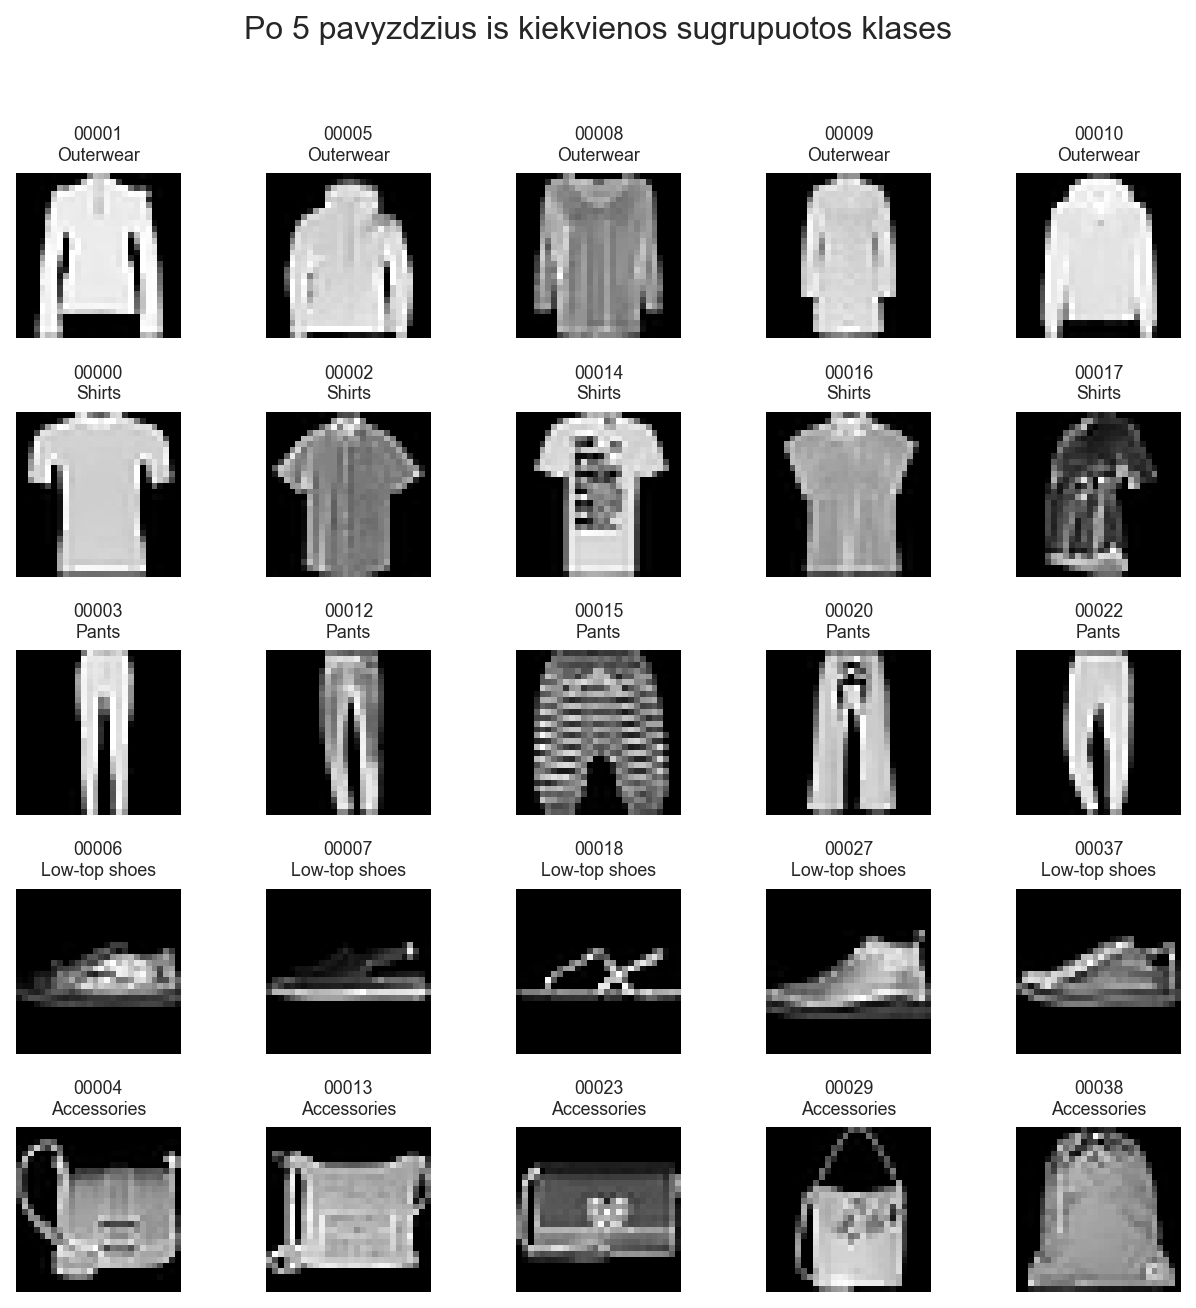 Po 5 pavyzdzius is kiekvienos sugrupuotos klases
00001
Outerwear
00005
Outerwear
00008
Outerwear
00009
Outerwear
00010
Outerwear
00000
Shirts
00002
Shirts
00014
Shirts
00016
Shirts
00017
Shirts
00003
Pants
00012
Pants
00015
Pants
00020
Pants
00022
Pants
00006
Low-top shoes
00007
Low-top shoes
00018
Low-top shoes
00027
Low-top shoes
00037
Low-top shoes
00004
Accessories
00013
Accessories
00023
Accessories
00029
Accessories
00038
Accessories